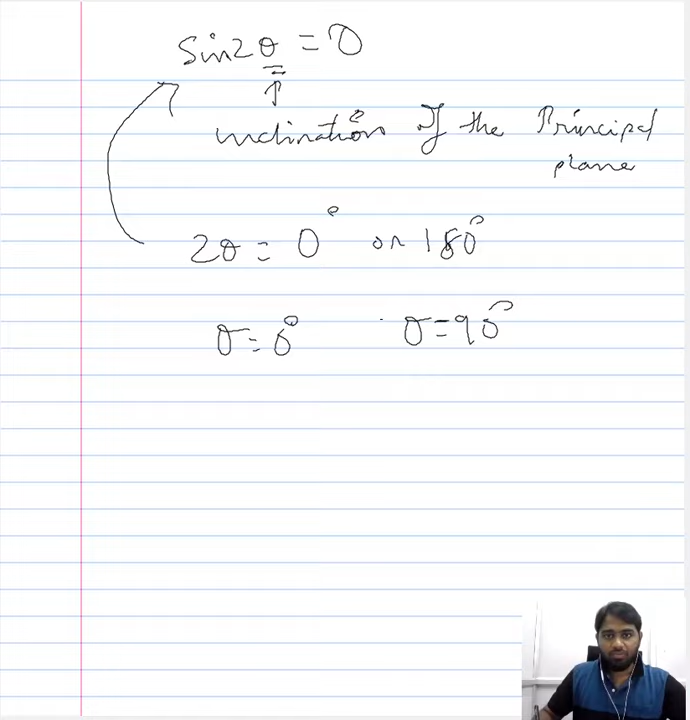 sin2θ = 0
inclination of the Principal
plane
2θ = 0° or 180°
θ = 0° θ = 90°